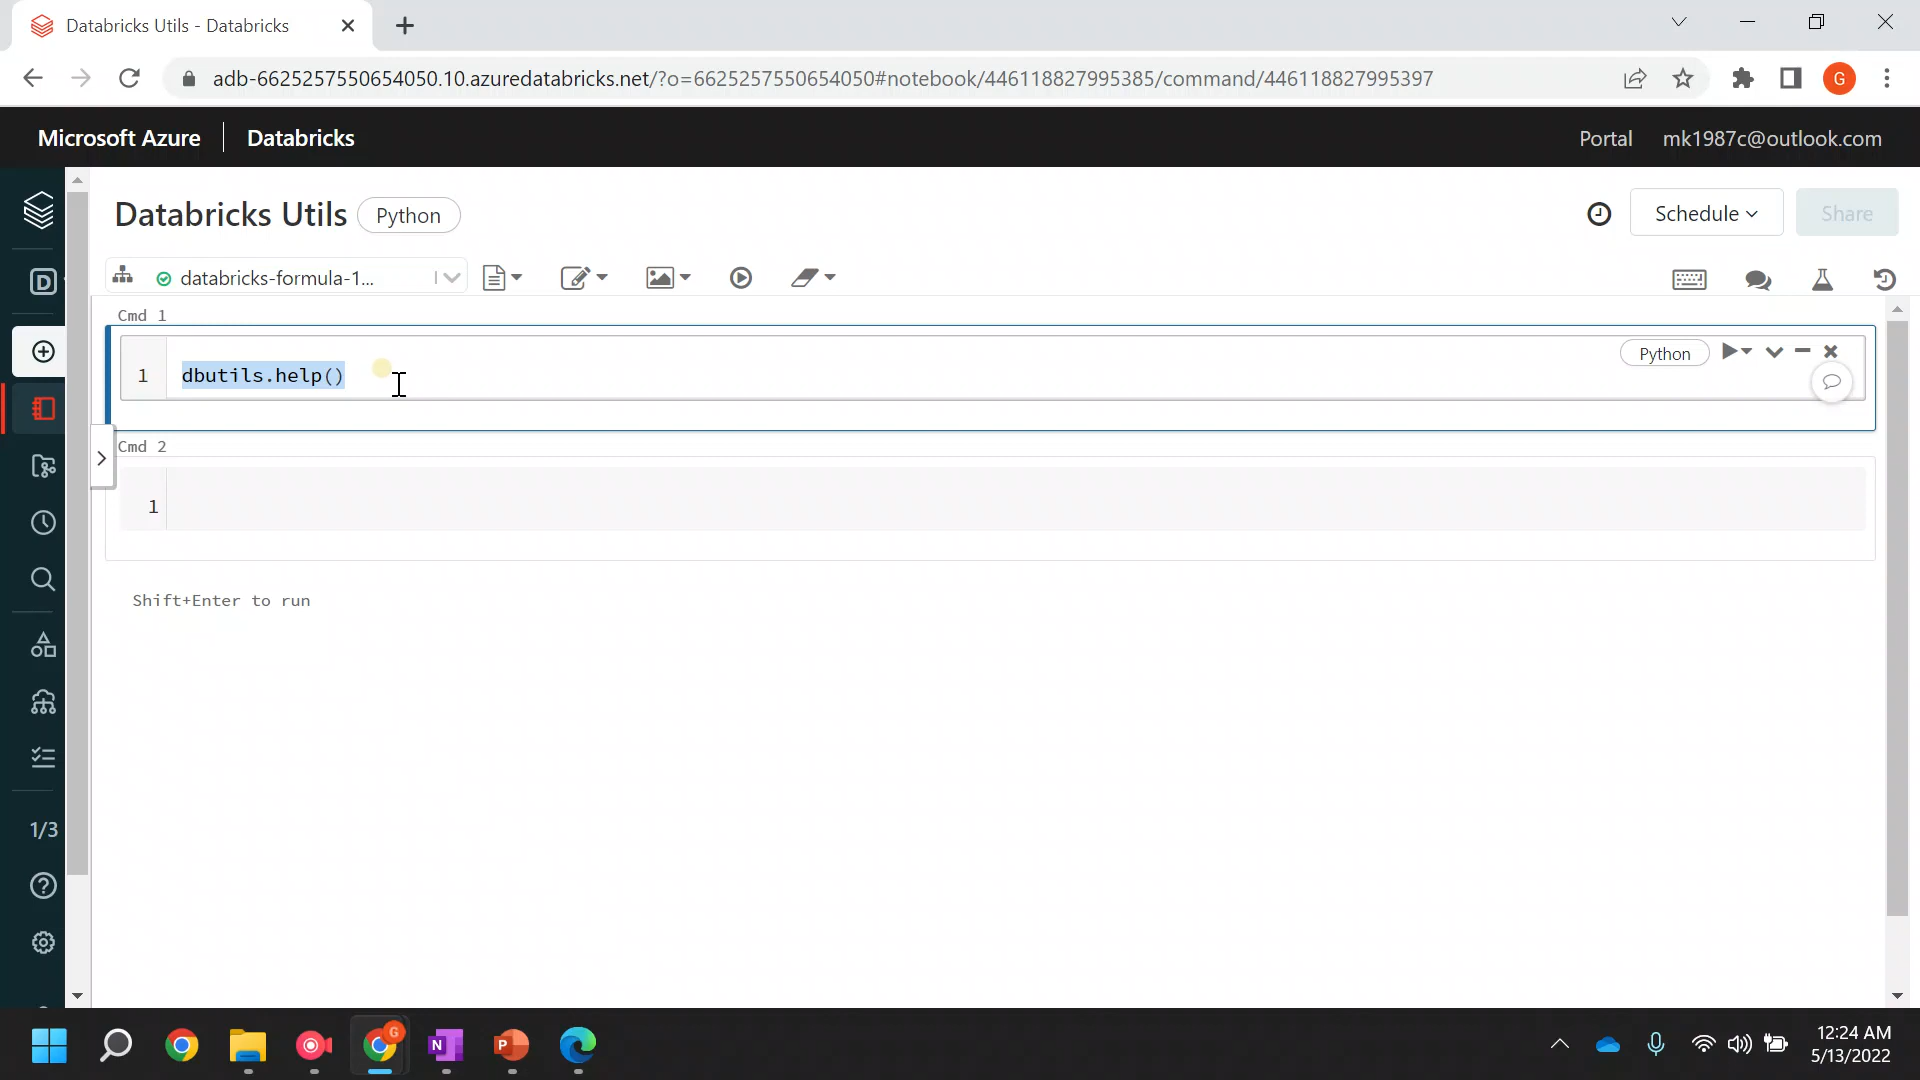 Databricks Utils - Databricks
adb-6625257550654050.10.azuredatabricks.net/?o=6625257550654050#notebook/446118827995385/command/446118827995397
G
Microsoft Azure | Databricks
Portal mk1987c@outlook.com
Databricks Utils Python
Schedule Share
D
databricks-formula-1...
Cmd 1
1 dbutils.help()
Python
Cmd 2
1
Shift+Enter to run
1/3
G
N
P
12:24 AM
5/13/2022